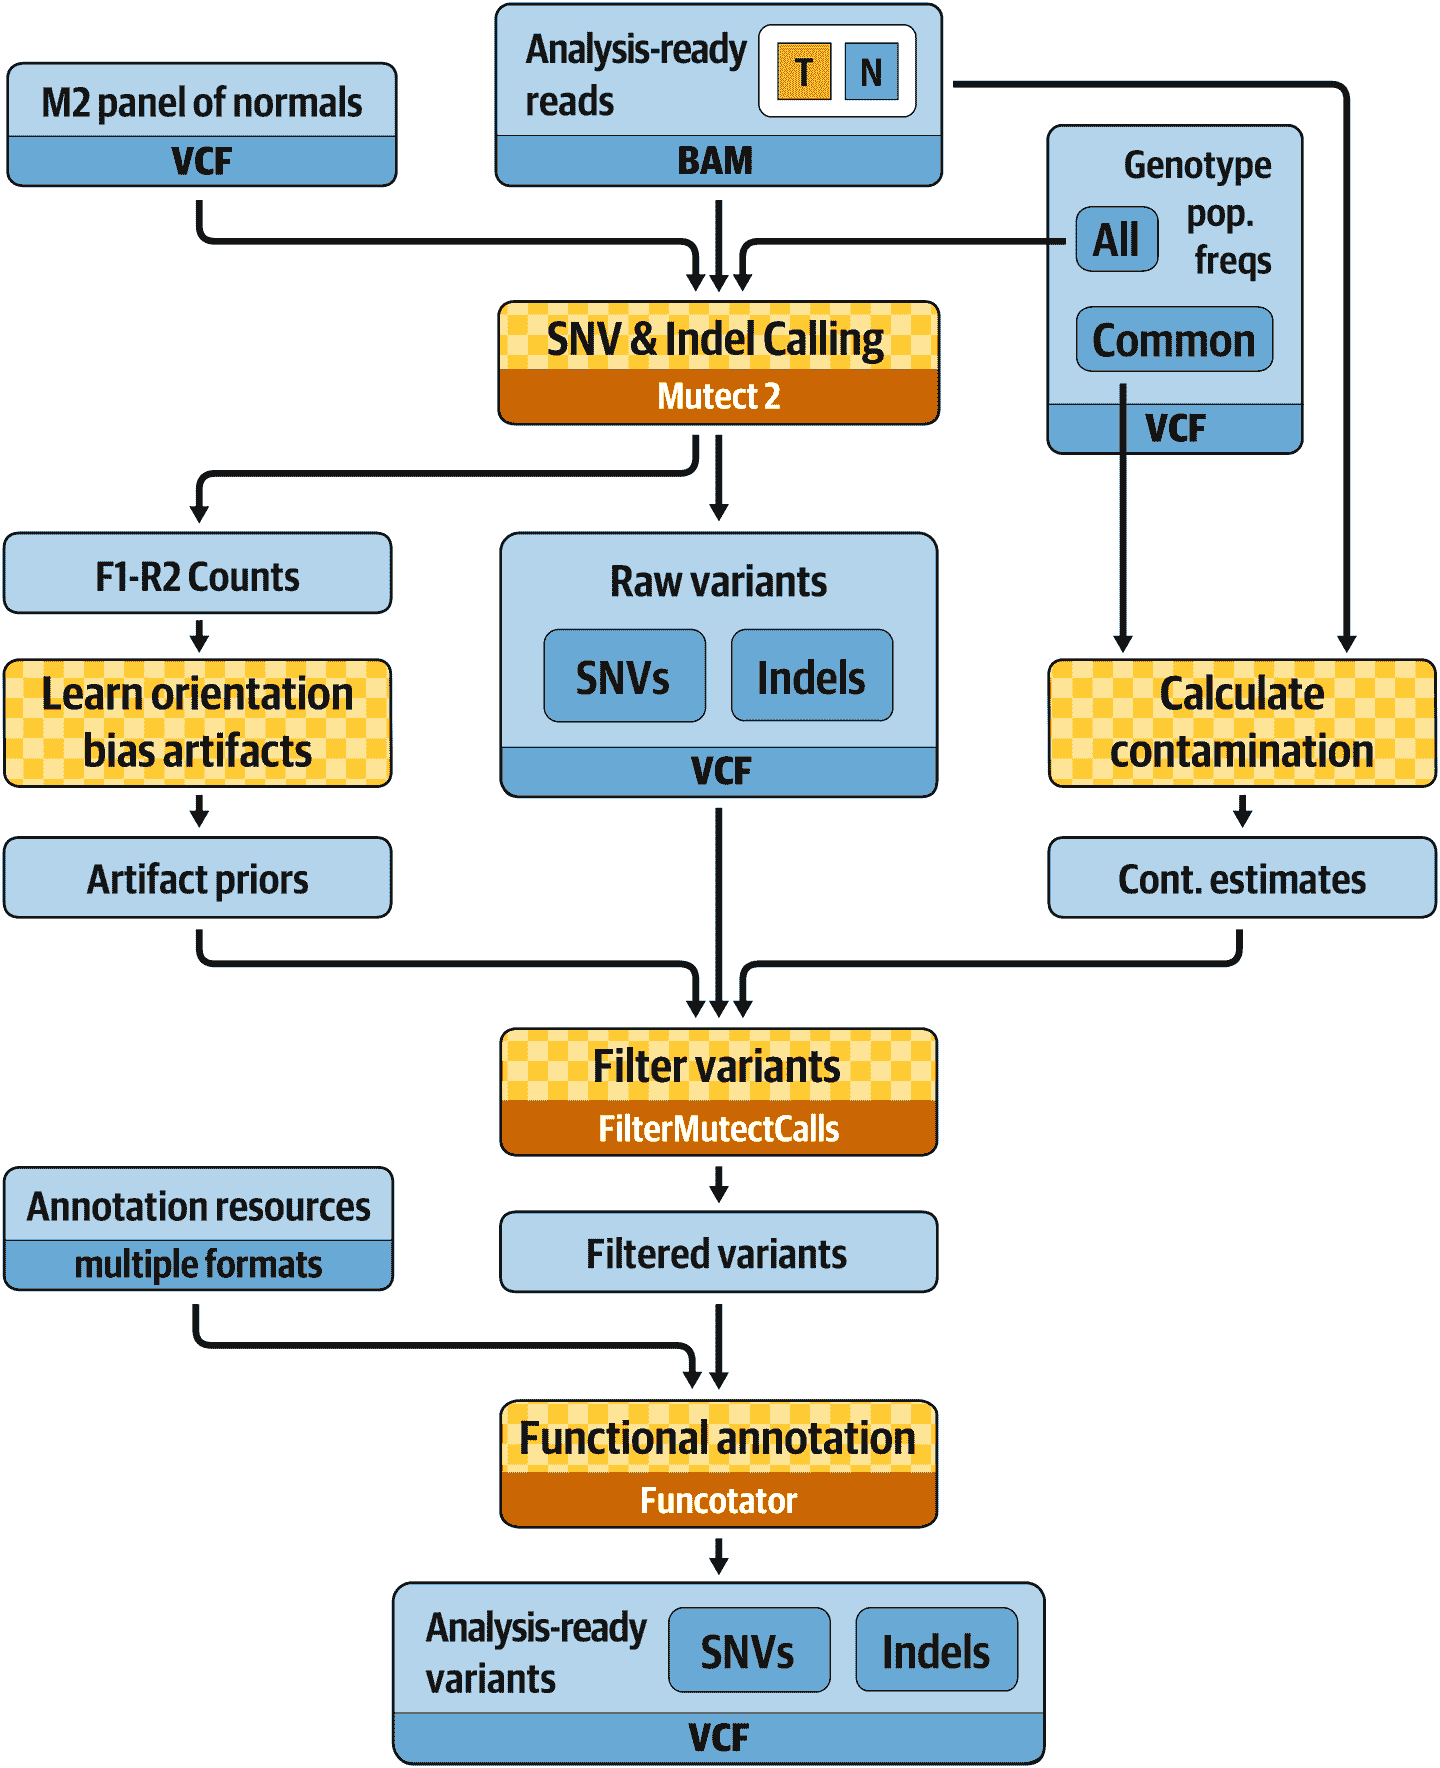 M2 panel of normals
VCF
Analysis-ready
reads
T N
BAM
Genotype
pop.
freqs
All
Common
VCF
SNV & Indel Calling
Mutect 2
F1-R2 Counts
Learn orientation
bias artifacts
Artifact priors
Raw variants
SNVs Indels
VCF
Calculate
contamination
Cont. estimates
Filter variants
FilterMutectCalls
Annotation resources
multiple formats
Filtered variants
Functional annotation
Funcotator
Analysis-ready
variants
SNVs Indels
VCF